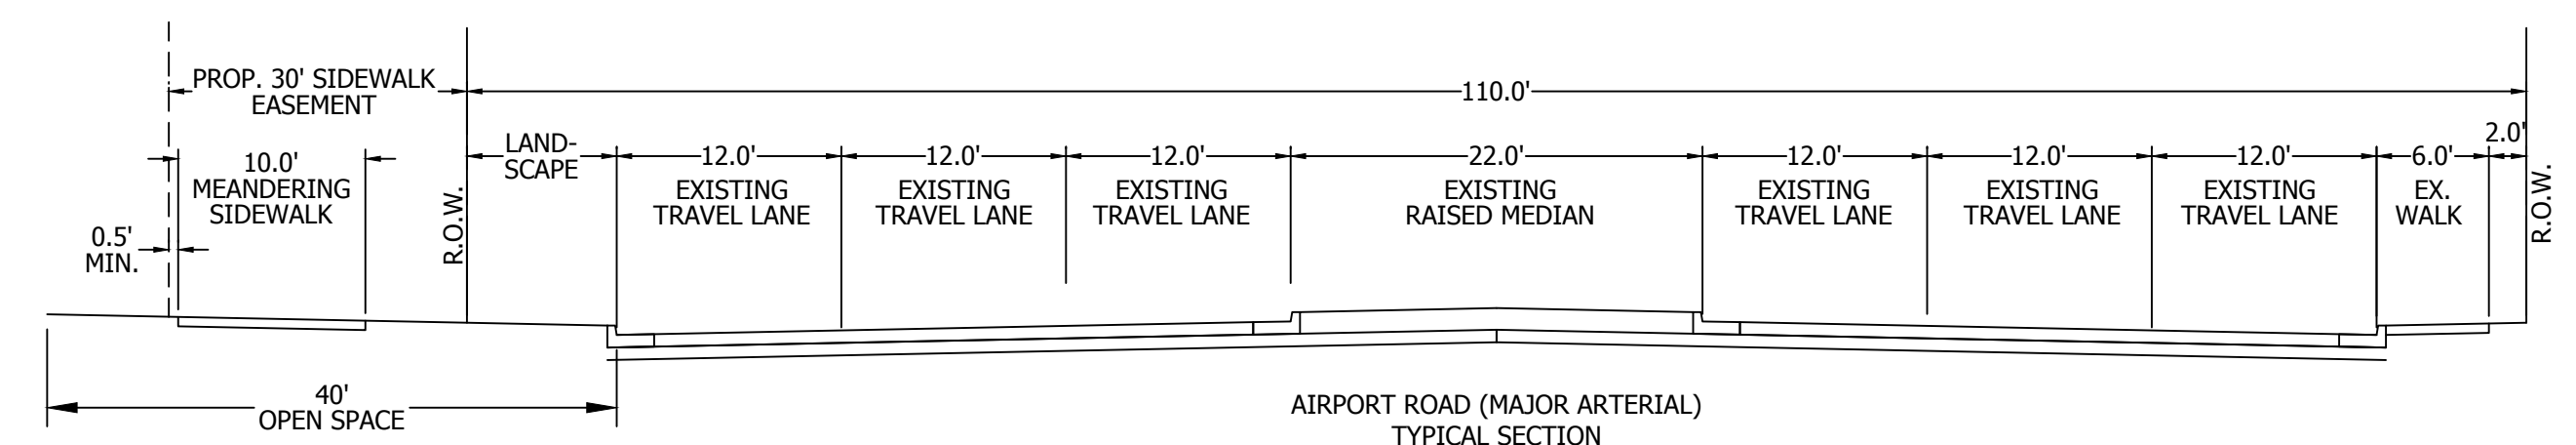 PROP. 30' SIDEWALK
EASEMENT
110.0'
10.0'
MEANDERING
SIDEWALK
0.5'
MIN.
R.O.W.
LAND-
SCAPE
12.0'
EXISTING
TRAVEL LANE
12.0'
EXISTING
TRAVEL LANE
12.0'
EXISTING
TRAVEL LANE
22.0'
EXISTING
RAISED MEDIAN
12.0'
EXISTING
TRAVEL LANE
12.0'
EXISTING
TRAVEL LANE
12.0'
EXISTING
TRAVEL LANE
6.0'
EX.
WALK
2.0'
R.O.W.
40'
OPEN SPACE
AIRPORT ROAD (MAJOR ARTERIAL)
TYPICAL SECTION